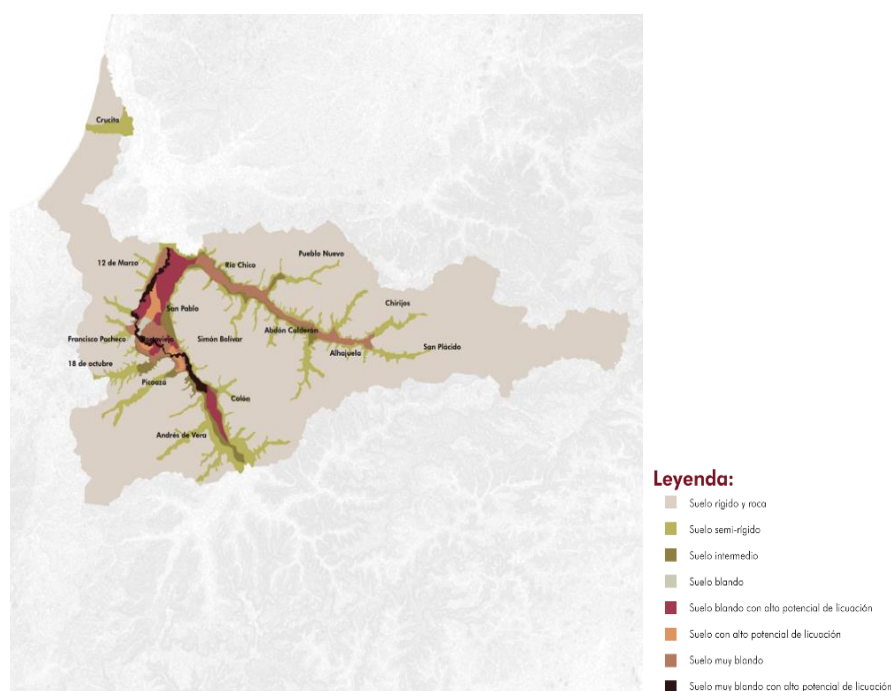 Crucita
Pueblo Nuevo
12 de Marzo
Río Chico
Chirijos
San Pablo
Abdón Calderón
Francisco Pacheco
Portoviejo
Simón Bolívar
San Plácido
Alhajuela
18 de octubre
Picoazá
Colón
Andrés de Vera
Leyenda:
Suelo rígido y roca
Suelo semi-rígido
Suelo intermedio
Suelo blando
Suelo blando con alto potencial de licuación
Suelo con alto potencial de licuación
Suelo muy blando
Suelo muy blando con alto potencial de licuación